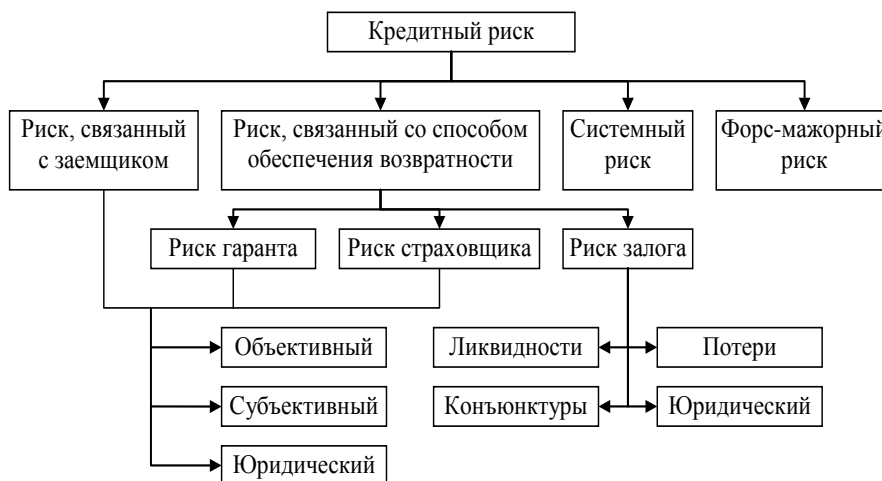 Кредитный риск
Риск, связанный
с заемщиком
Риск, связанный со способом
обеспечения возвратности
Системный
риск
Форс-мажорный
риск
Риск гаранта
Риск страховщика
Риск залога
Объективный
Ликвидности
Потери
Субъективный
Конъюнктуры
Юридический
Юридический